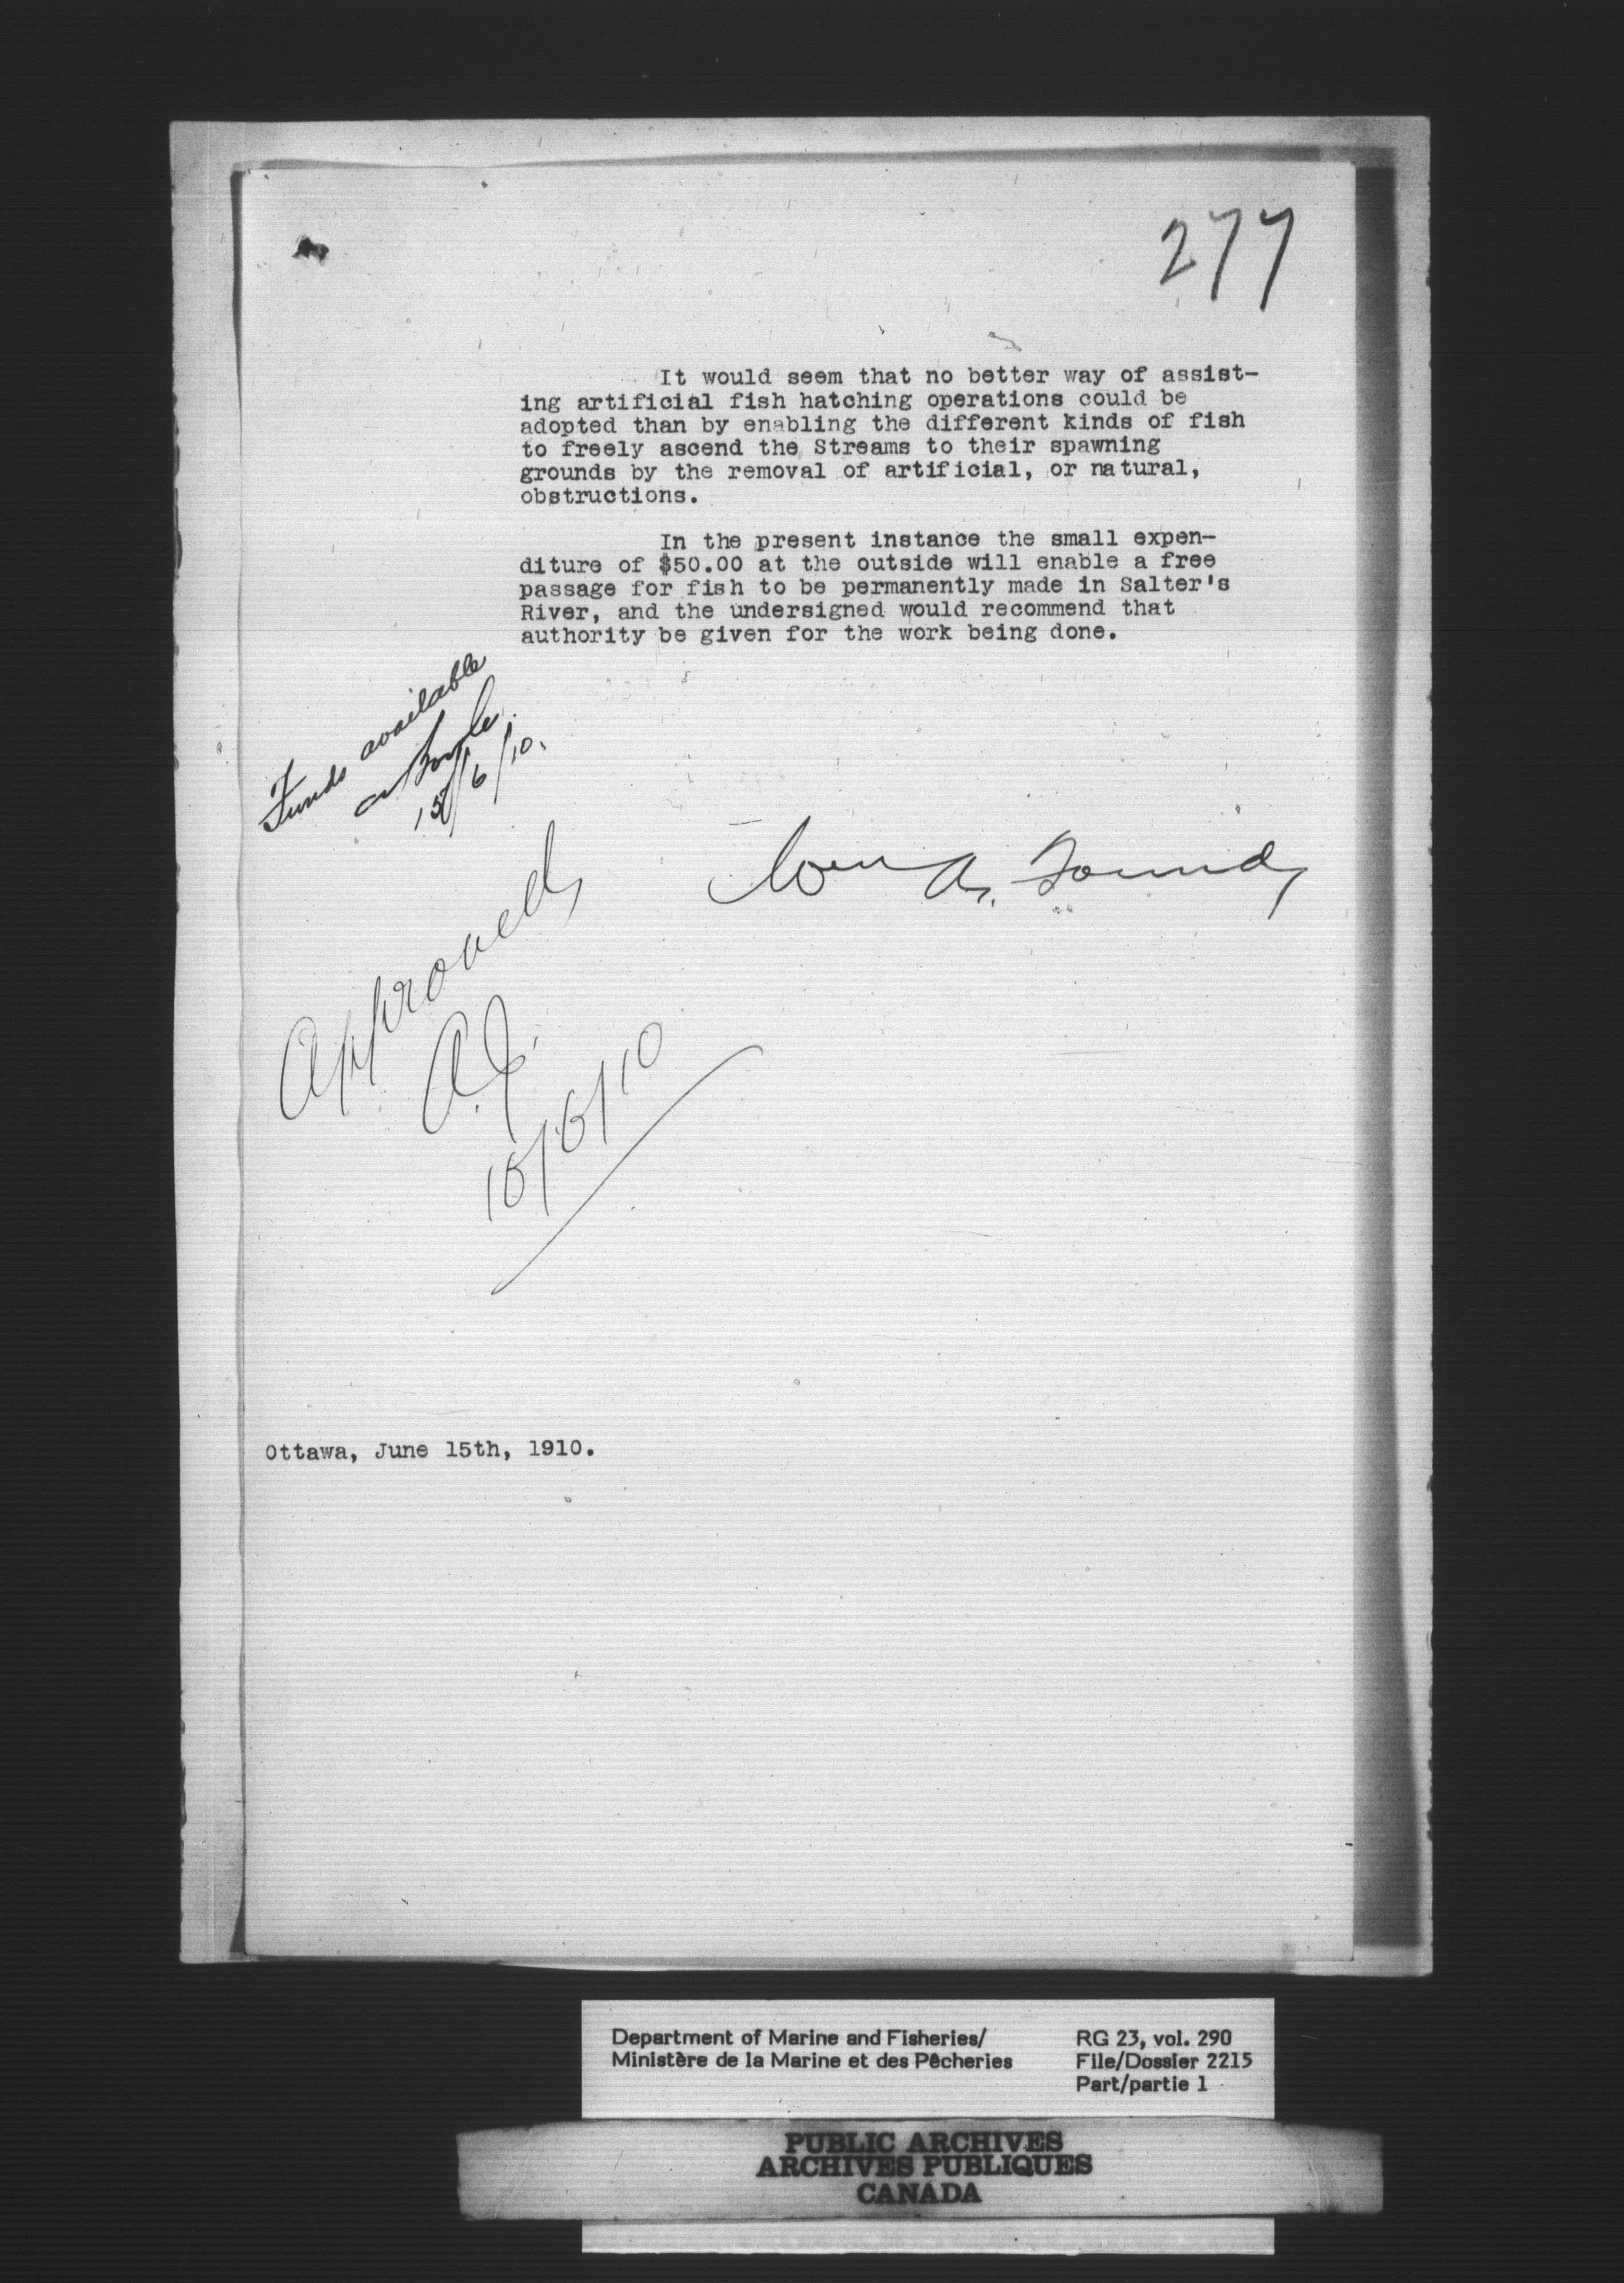 277
It would seem that no better way of assist-
ing artificial fish hatching operations could be
adopted than by enabling the different kinds of fish
to freely ascend the Streams to their spawning
grounds by the removal of artificial, or natural,
obstructions.
In the present instance the small expen-
diture of $50.00 at the outside will enable a free
passage for fish to be permanently made in Salter's
River, and the undersigned would recommend that
authority be given for the work being done.
Funds available
15/6/10.
Approved,
16/6/10
Ottawa, June 15th, 1910.
Department of Marine and Fisheries/
Ministère de la Marine et des Pêcheries
RG 23, vol. 290
File/Dossier 2215
Part/partie 1
PUBLIC ARCHIVES
ARCHIVES PUBLIQUES
CANADA